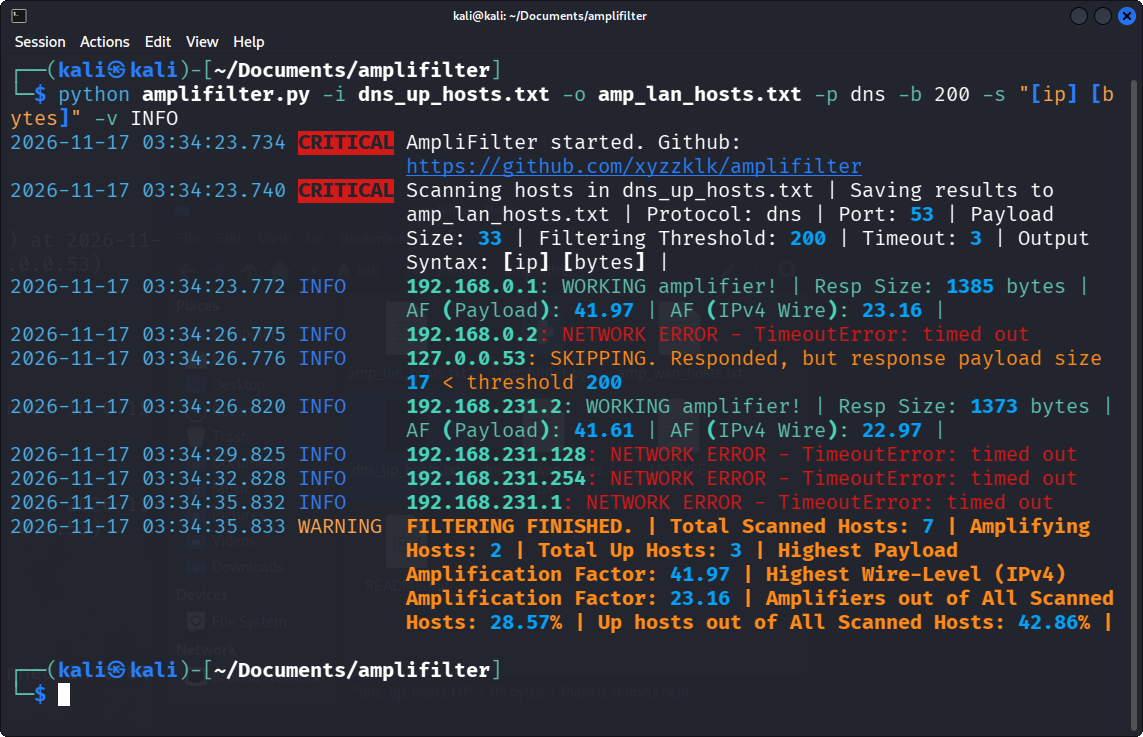 kali@kali: ~/Documents/amplifilter
Session Actions Edit View Help
┌──(kali㉿kali)-[~/Documents/amplifilter]
└─$ python amplifilter.py -i dns_up_hosts.txt -o amp_lan_hosts.txt -p dns -b 200 -s "[ip] [b
ytes]" -v INFO
2026-11-17 03:34:23.734 CRITICAL AmpliFilter started. Github:
https://github.com/xyzzklk/amplifilter
2026-11-17 03:34:23.740 CRITICAL Scanning hosts in dns_up_hosts.txt | Saving results to
amp_lan_hosts.txt | Protocol: dns | Port: 53 | Payload
Size: 33 | Filtering Threshold: 200 | Timeout: 3 | Output
Syntax: [ip] [bytes] |
2026-11-17 03:34:23.772 INFO 192.168.0.1: WORKING amplifier! | Resp Size: 1385 bytes |
AF (Payload): 41.97 | AF (IPv4 Wire): 23.16 |
2026-11-17 03:34:26.775 INFO 192.168.0.2: NETWORK ERROR - TimeoutError: timed out
2026-11-17 03:34:26.776 INFO 127.0.0.53: SKIPPING. Responded, but response payload size
17 < threshold 200
2026-11-17 03:34:26.820 INFO 192.168.231.2: WORKING amplifier! | Resp Size: 1373 bytes |
AF (Payload): 41.61 | AF (IPv4 Wire): 22.97 |
2026-11-17 03:34:29.825 INFO 192.168.231.128: NETWORK ERROR - TimeoutError: timed out
2026-11-17 03:34:32.828 INFO 192.168.231.254: NETWORK ERROR - TimeoutError: timed out
2026-11-17 03:34:35.832 INFO 192.168.231.1: NETWORK ERROR - TimeoutError: timed out
2026-11-17 03:34:35.833 WARNING FILTERING FINISHED. | Total Scanned Hosts: 7 | Amplifying
Hosts: 2 | Total Up Hosts: 3 | Highest Payload
Amplification Factor: 41.97 | Highest Wire-Level (IPv4)
Amplification Factor: 23.16 | Amplifiers out of All Scanned
Hosts: 28.57% | Up hosts out of All Scanned Hosts: 42.86% |
┌──(kali㉿kali)-[~/Documents/amplifilter]
└─$